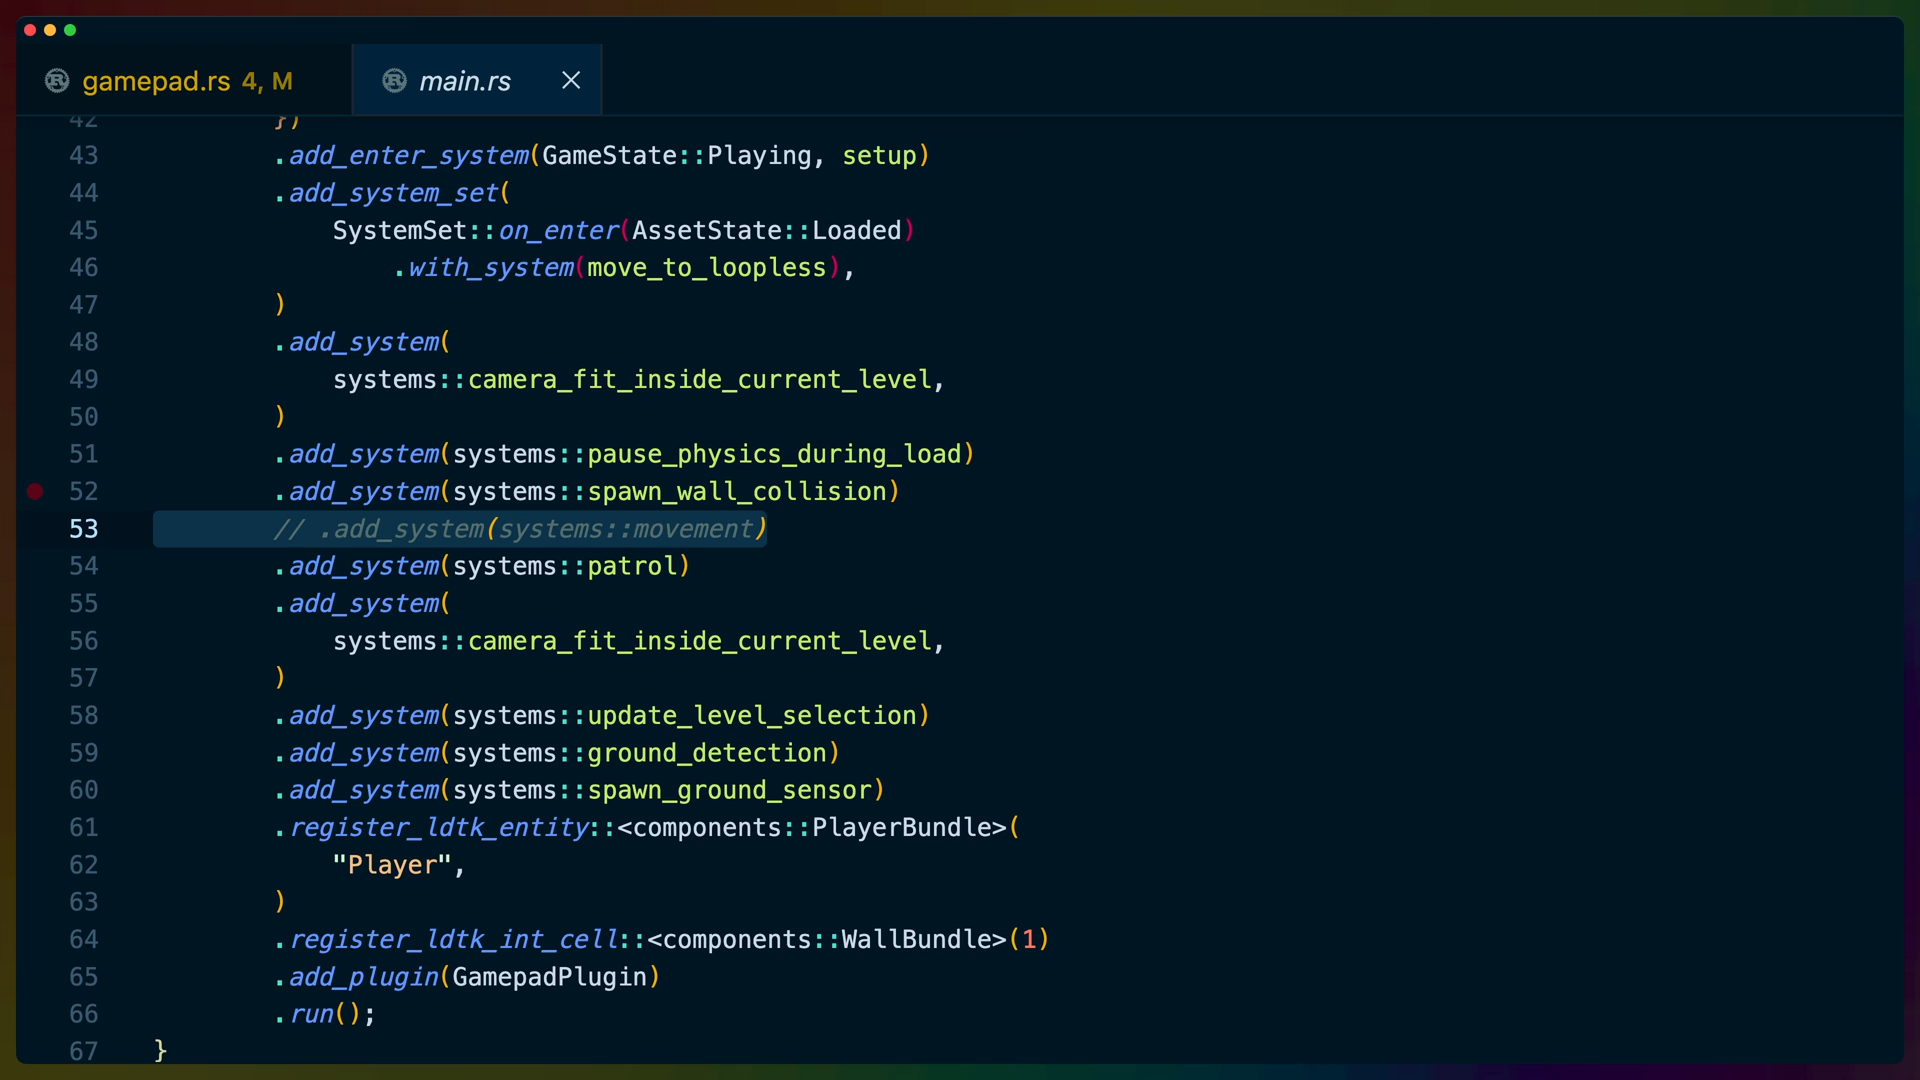 gamepad.rs 4, M
main.rs
42 })
43 .add_enter_system(GameState::Playing, setup)
44 .add_system_set(
45 SystemSet::on_enter(AssetState::Loaded)
46 .with_system(move_to_loopless),
47 )
48 .add_system(
49 systems::camera_fit_inside_current_level,
50 )
51 .add_system(systems::pause_physics_during_load)
52 .add_system(systems::spawn_wall_collision)
53 // .add_system(systems::movement)
54 .add_system(systems::patrol)
55 .add_system(
56 systems::camera_fit_inside_current_level,
57 )
58 .add_system(systems::update_level_selection)
59 .add_system(systems::ground_detection)
60 .add_system(systems::spawn_ground_sensor)
61 .register_ldtk_entity::<components::PlayerBundle>(
62 "Player",
63 )
64 .register_ldtk_int_cell::<components::WallBundle>(1)
65 .add_plugin(GamepadPlugin)
66 .run();
67 }